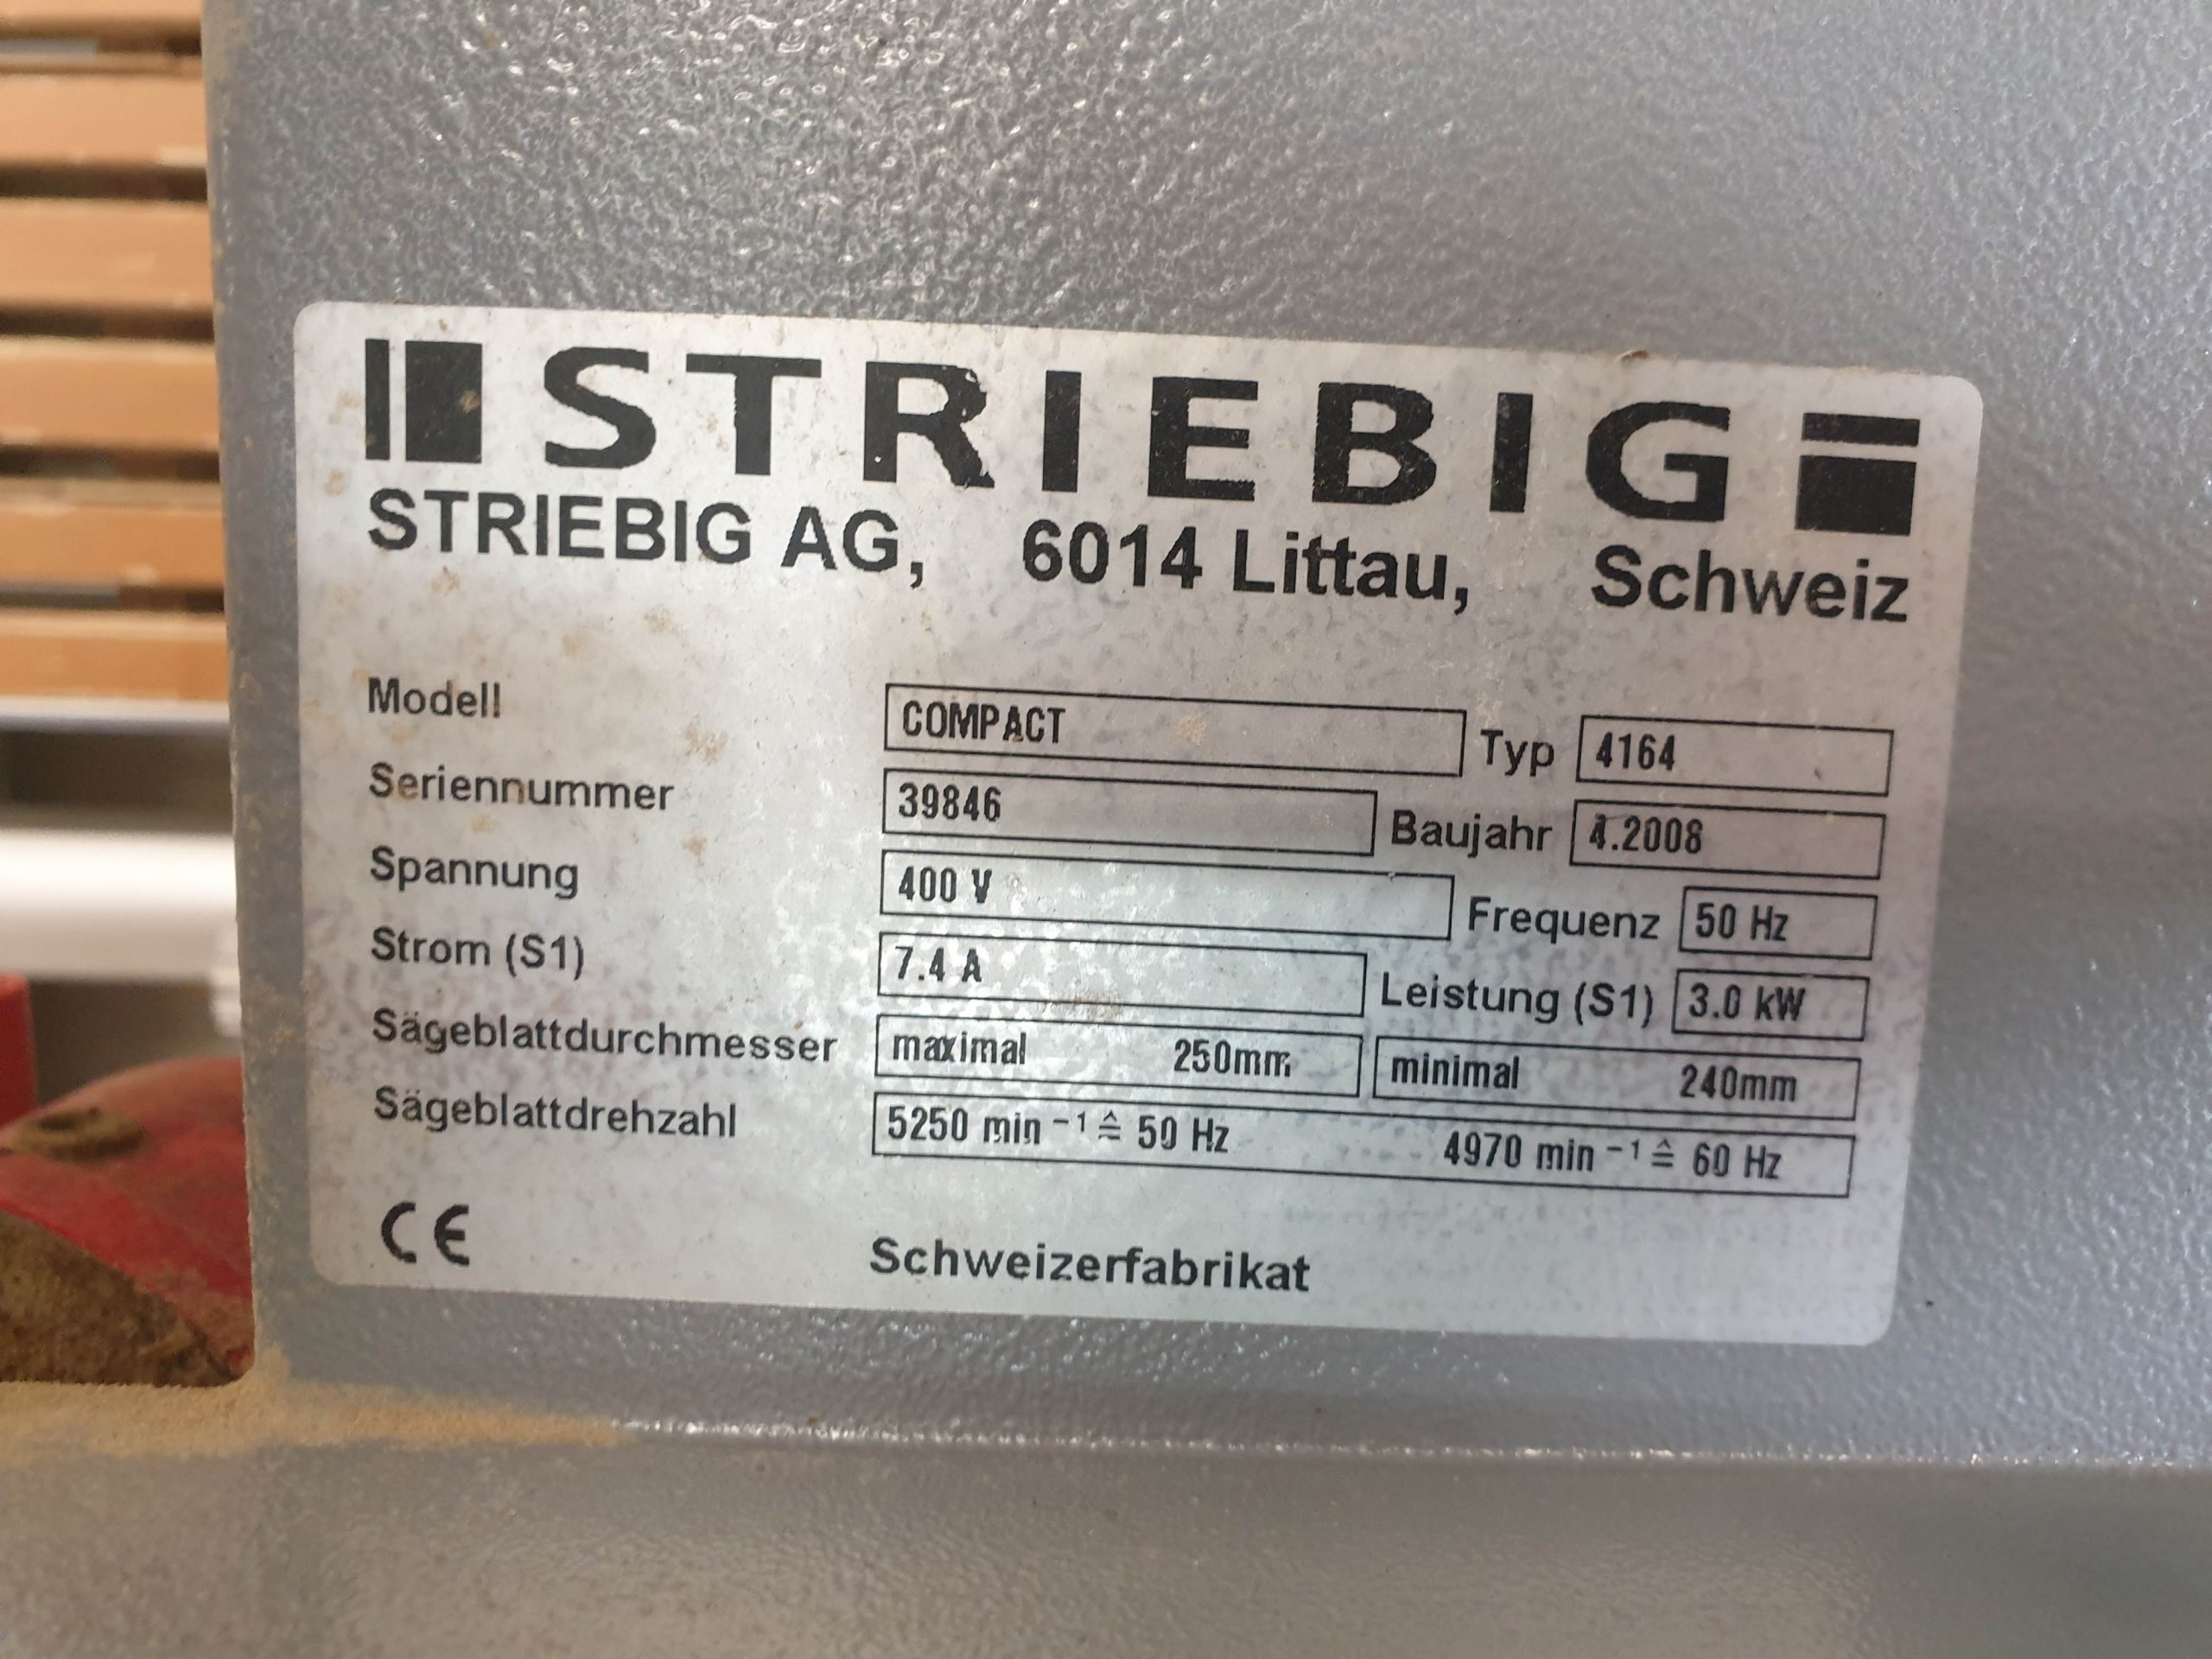 STRIEBIG
STRIEBIG AG, 6014 Littau, Schweiz
Modell COMPACT Typ 4164
Seriennummer 39846 Baujahr 4.2008
Spannung 400 V Frequenz 50 Hz
Strom (S1) 7.4 A Leistung (S1) 3.0 kW
Sägeblattdurchmesser maximal 250mm minimal 240mm
Sägeblattdrehzahl 5250 min ⁻¹ ≙ 50 Hz 4970 min ⁻¹ ≙ 60 Hz
CE Schweizerfabrikat